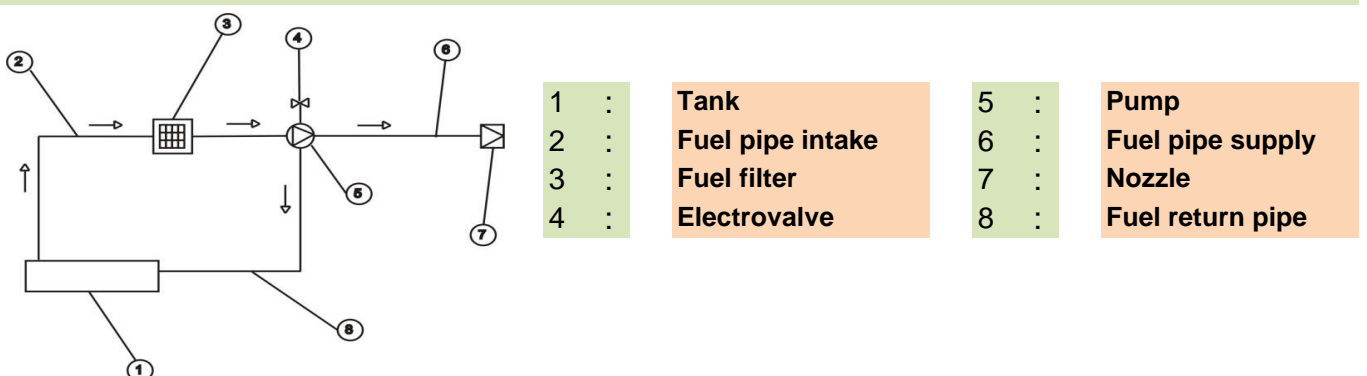 3
4
6
2
1 : Tank 5 : Pump
2 : Fuel pipe intake 6 : Fuel pipe supply
3 : Fuel filter 7 : Nozzle
4 : Electrovalve 8 : Fuel return pipe
5
7
8
1